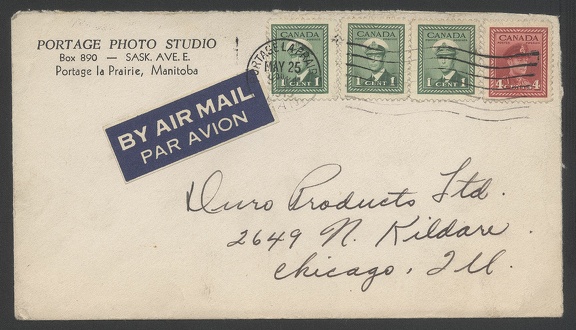 PORTAGE PHOTO STUDIO
Box 890 — SASK. AVE. E.
Portage la Prairie, Manitoba
CANADA CANADA CANADA
1 CENT 1 1 CENT 1 1 CENT 1 4 4
MAY 25
BY AIR MAIL
PAR AVION
Duro Products Ltd.
2649 N. Kildare
Chicago, Ill.